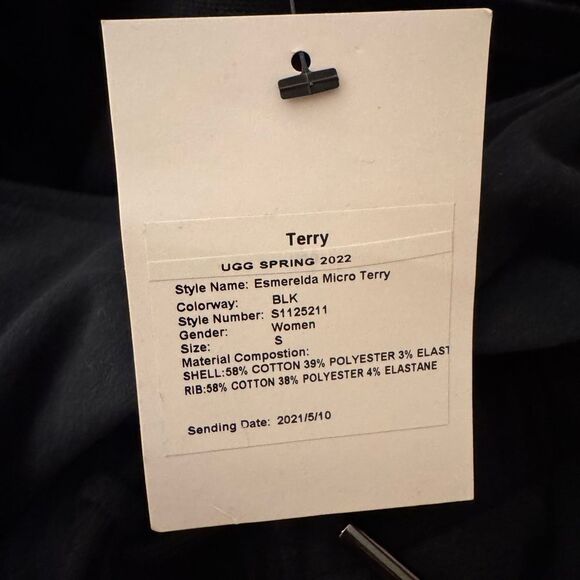 Terry
UGG SPRING 2022
Style Name: Esmerelda Micro Terry
Colorway: BLK
Style Number: S1125211
Gender: Women
Size: S
Material Compostion:
SHELL:58% COTTON 39% POLYESTER 3% ELAST
RIB:58% COTTON 38% POLYESTER 4% ELASTANE
Sending Date: 2021/5/10